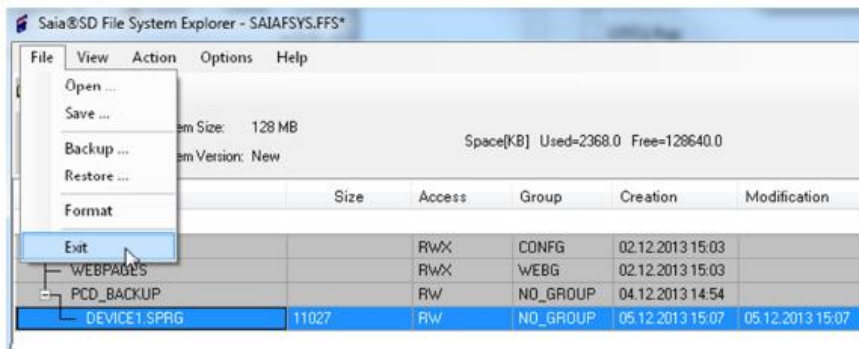 Saia®SD File System Explorer - SAIAFSYS.FFS*
File View Action Options Help
Open ...
Save ...
em Size: 128 MB
Space[KB] Used=2368.0 Free=128640.0
Backup ...
em Version: New
Restore ...
Size Access Group Creation Modification
Format
Exit
RWX CONFG 02.12.2013 15:03
WEBPAGES RWX WEBG 02.12.2013 15:03
PCD_BACKUP RW NO_GROUP 04.12.2013 14:54
DEVICE1.SPRG 11027 RW NO_GROUP 05.12.2013 15:07 05.12.2013 15:07